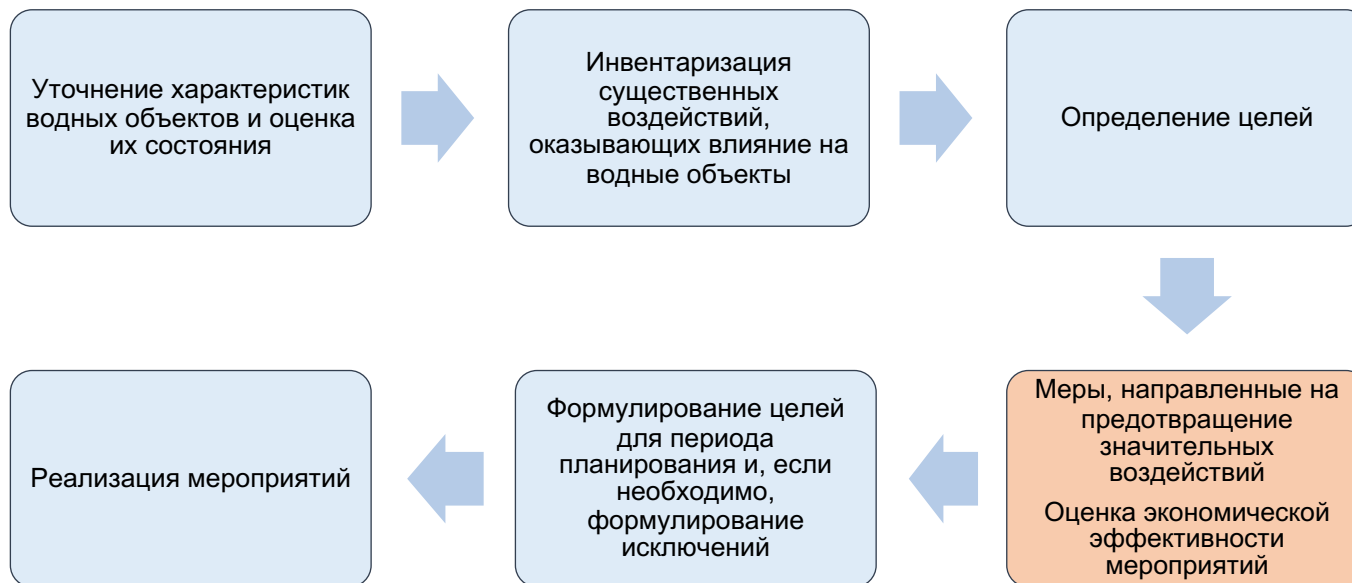 Уточнение характеристик
водных объектов и оценка
их состояния
Инвентаризация
существенных
воздействий,
оказывающих влияние на
водные объекты
Определение целей
Меры, направленные на
предотвращение
значительных
воздействий
Оценка экономической
эффективности
мероприятий
Формулирование целей
для периода
планирования и, если
необходимо,
формулирование
исключений
Реализация мероприятий